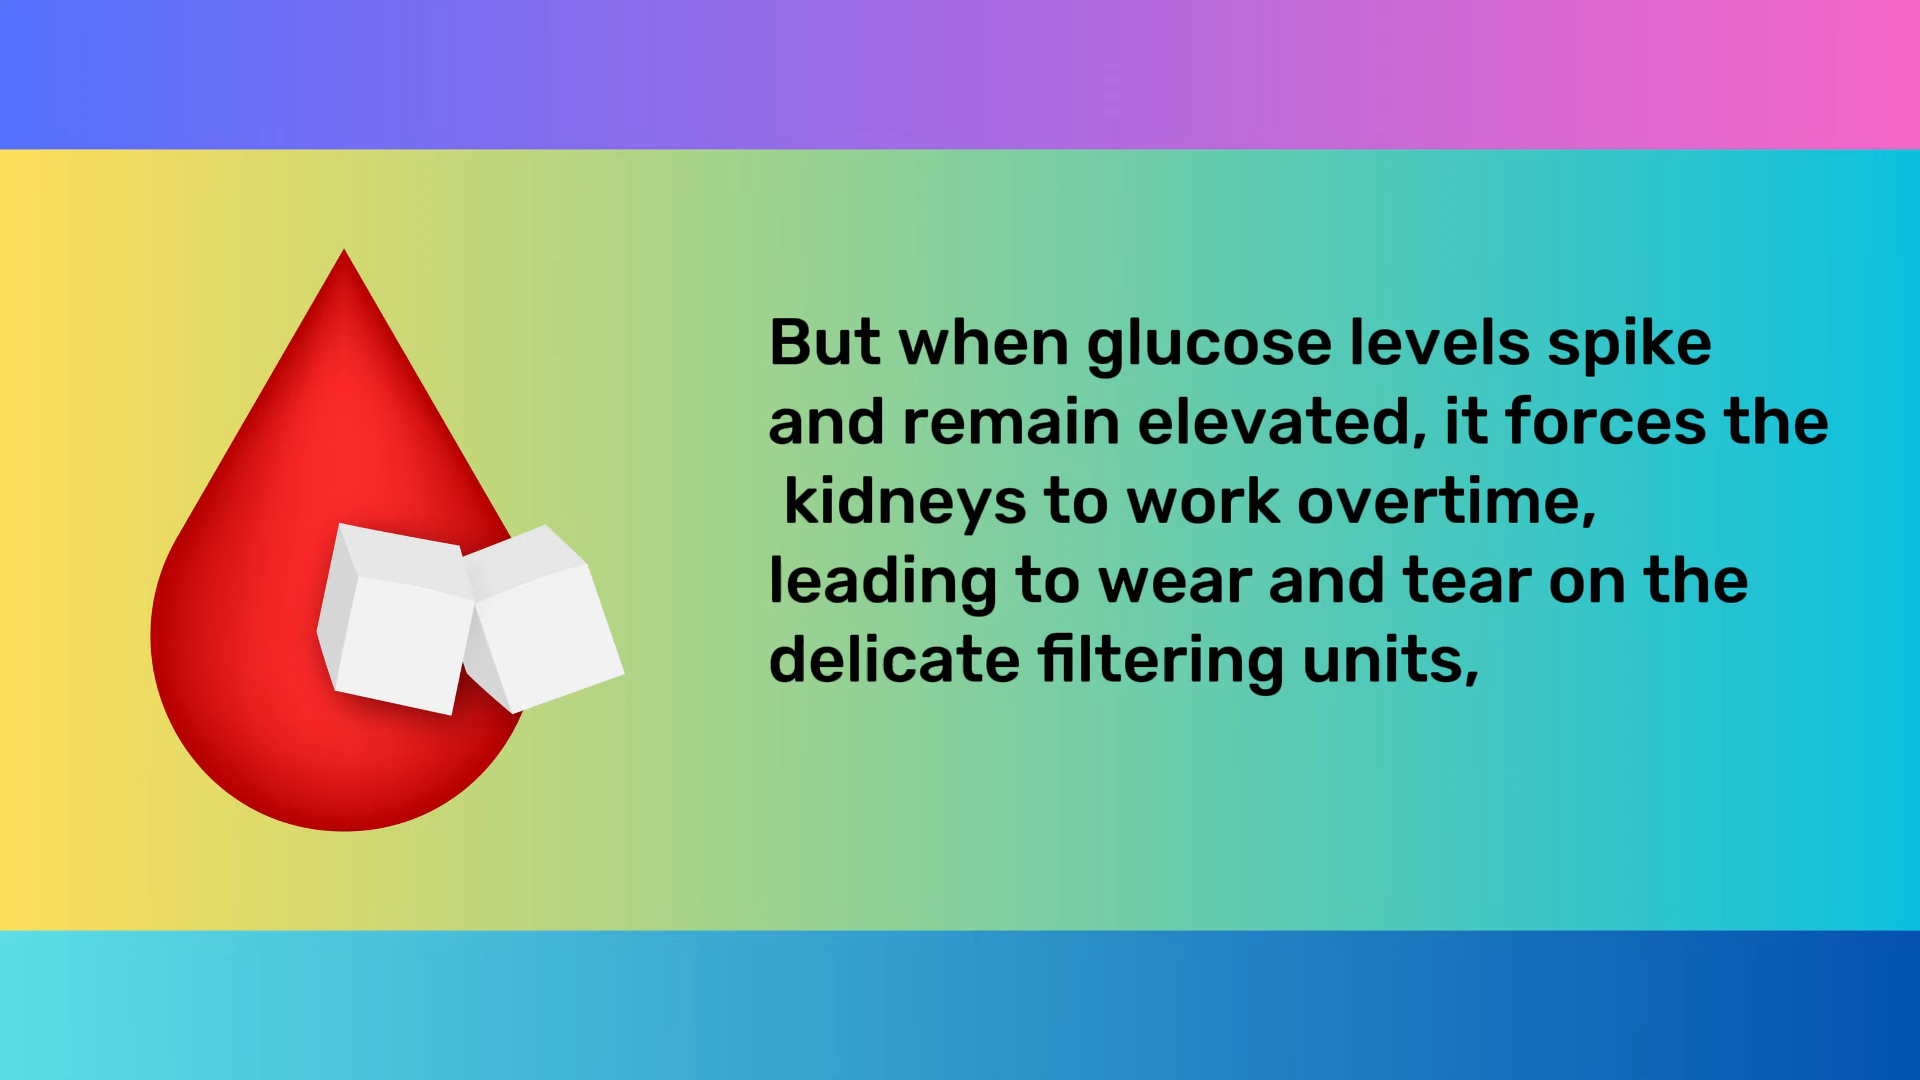 But when glucose levels spike
and remain elevated, it forces the
kidneys to work overtime,
leading to wear and tear on the
delicate filtering units,